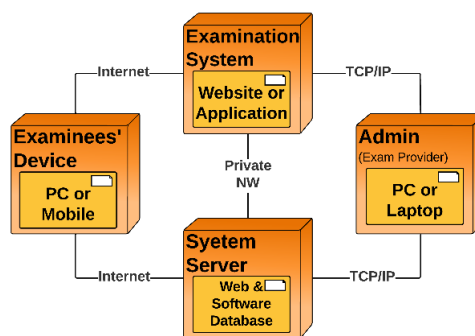 Examination
System
Website or
Application
Internet
TCP/IP
Examinees'
Device
PC or
Mobile
Private
NW
Admin
(Exam Provider)
PC or
Laptop
Syetem
Server
Web &
Software
Database
Internet
TCP/IP